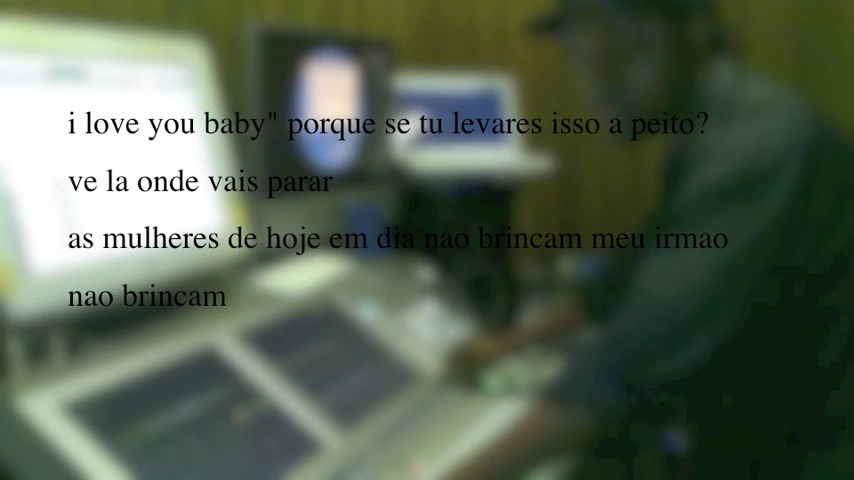 i love you baby" porque se tu levares isso a peito?
ve la onde vais parar
as mulheres de hoje em dia nao brincam meu irmao
nao brincam